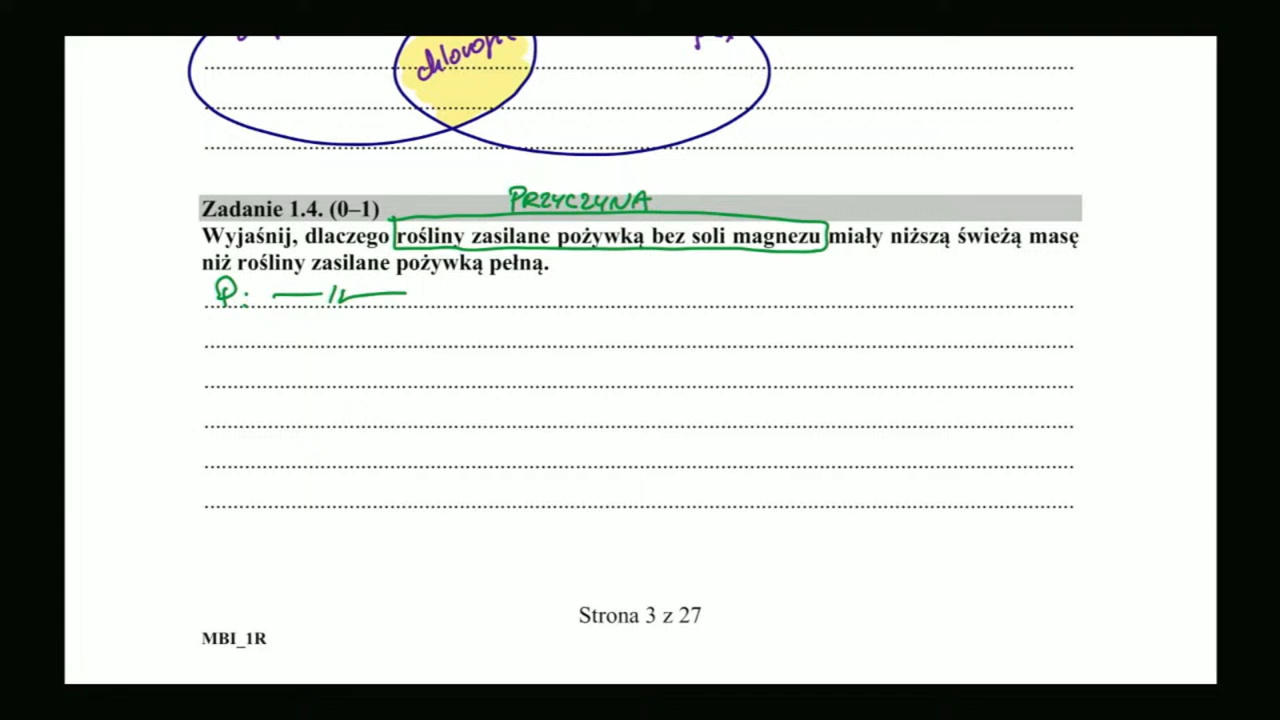 Zadanie 1.4. (0–1)
PRZYCZYNA
Wyjaśnij, dlaczego rośliny zasilane pożywką bez soli magnezu miały niższą świeżą masę
niż rośliny zasilane pożywką pełną.
P: — 11 —
Strona 3 z 27
MBI_1R